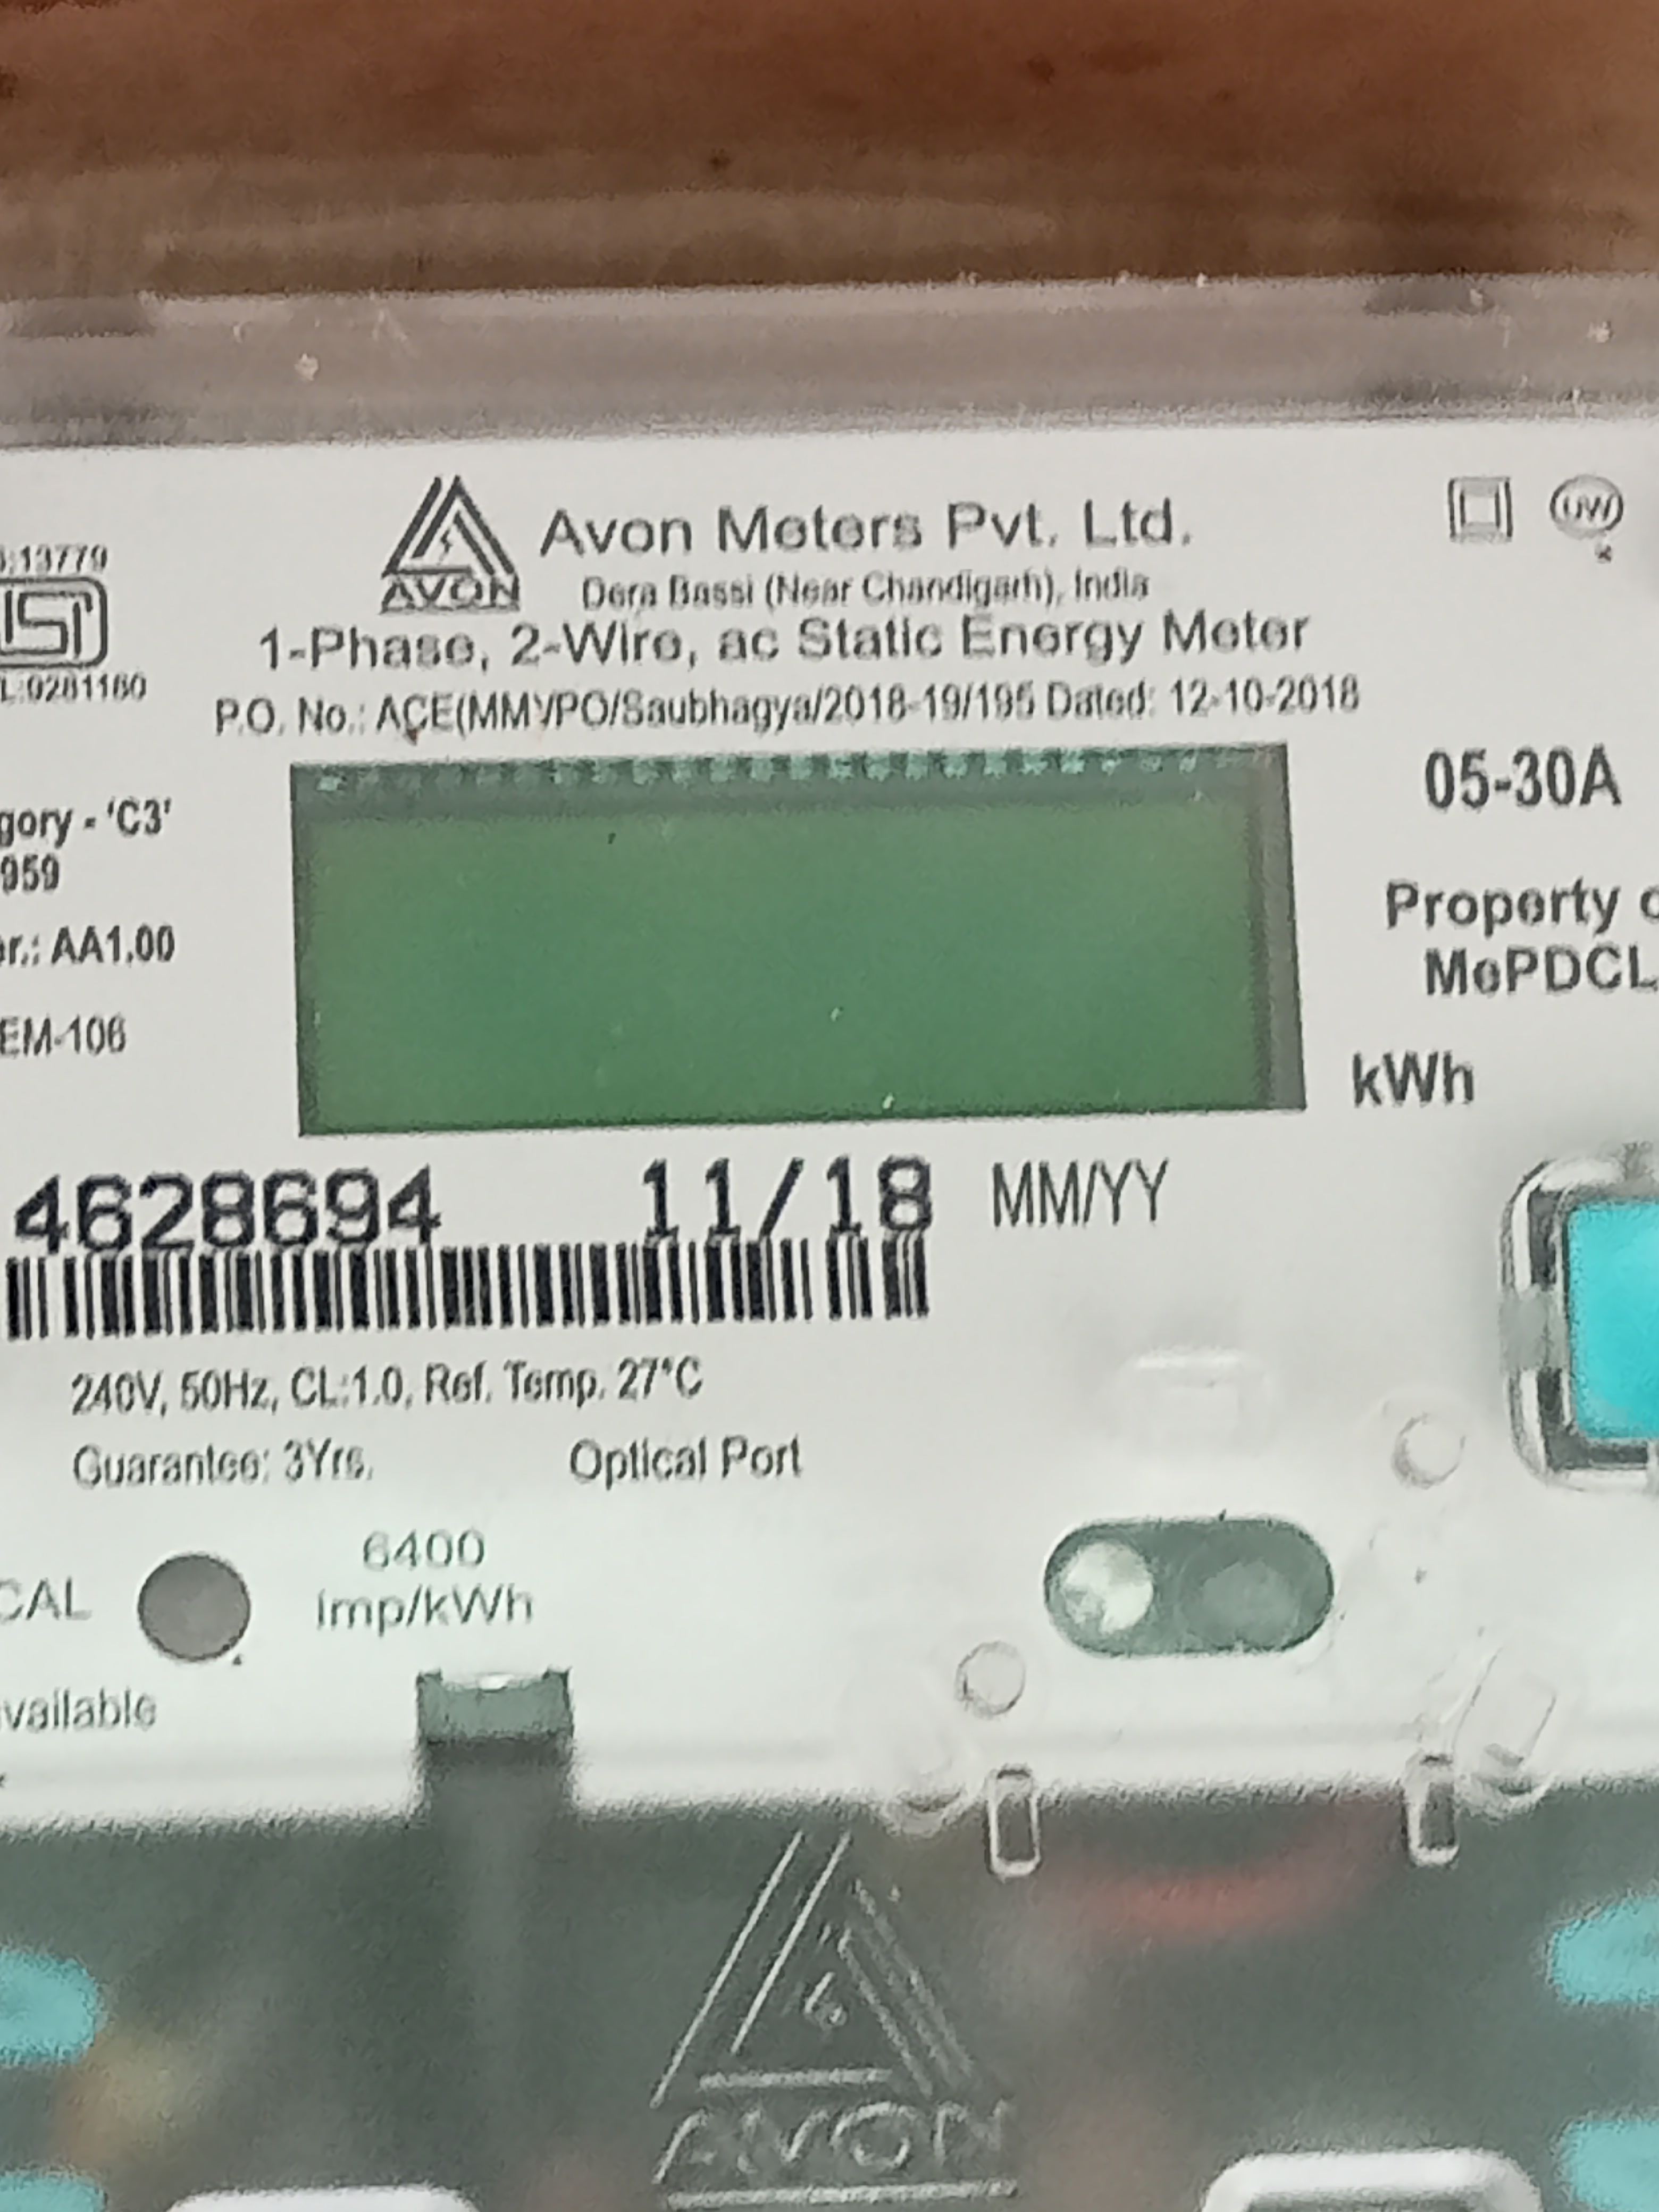 AVON
Avon Meters Pvt. Ltd.
Dera Bassi (Near Chandigarh), India
UW
:13779
ISI
L:0281160
1-Phase, 2-Wire, ac Static Energy Meter
P.O. No.: ACE(MM)/PO/Saubhagya/2018-19/195 Dated: 12-10-2018
05-30A
gory - 'C3'
959
er.: AA1.00
EM-106
Property o
MePDCL
kWh
4628694 11/18 MM/YY
240V, 50Hz, CL:1.0, Ref. Temp. 27°C
Guarantee: 3Yrs. Optical Port
CAL
6400
imp/kWh
vailable
AVON